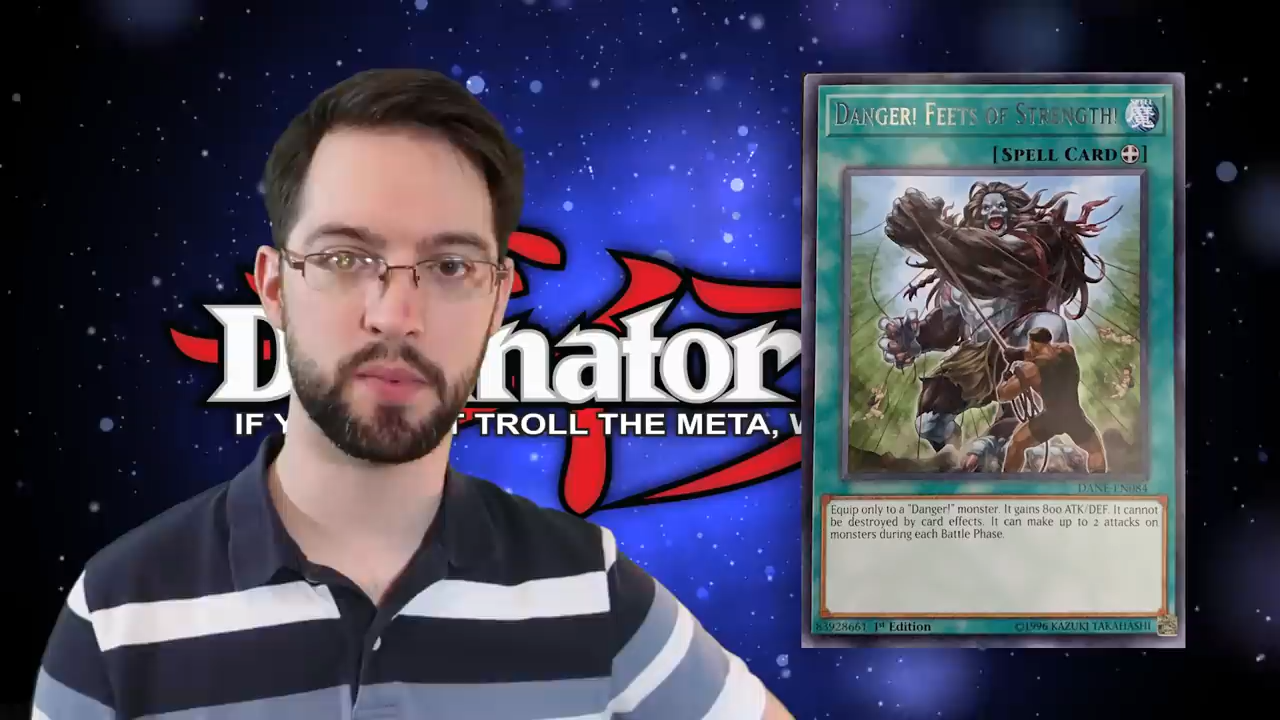 DANGER! FEETS OF STRENGTH!
[SPELL CARD]
DANE-EN084
Equip only to a "Danger!" monster. It gains 800 ATK/DEF. It cannot
be destroyed by card effects. It can make up to 2 attacks on
monsters during each Battle Phase.
83928661 1st Edition ©1996 KAZUKI TAKAHASHI
D nator
IF Y T TROLL THE META, W